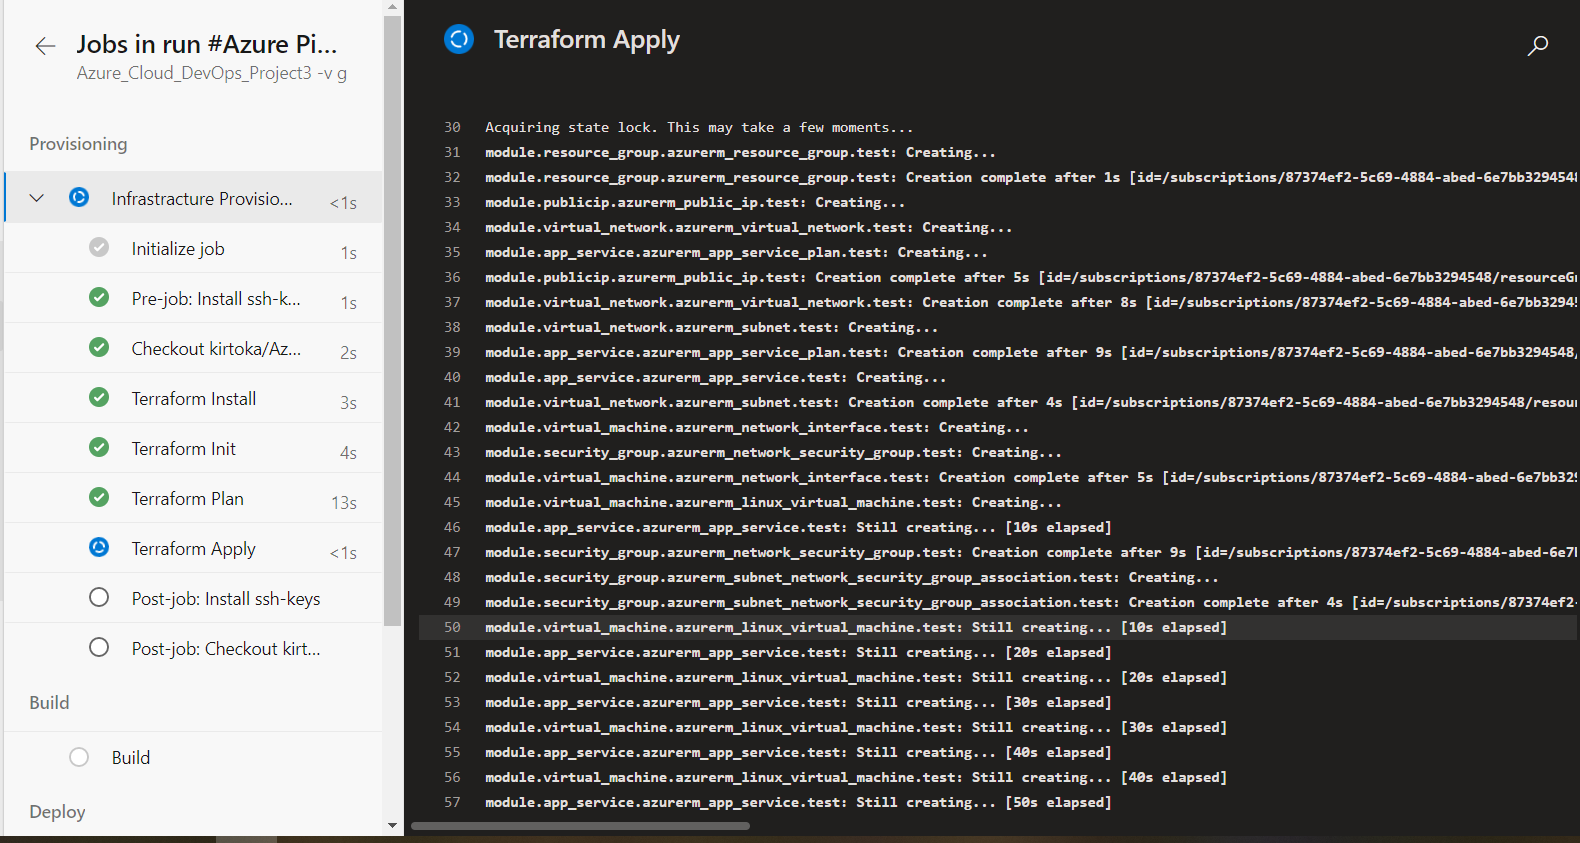 Jobs in run #Azure Pi...
Azure_Cloud_DevOps_Project3 -v g
Provisioning
Infrastracture Provisio... <1s
Initialize job 1s
Pre-job: Install ssh-k... 1s
Checkout kirtoka/Az... 2s
Terraform Install 3s
Terraform Init 4s
Terraform Plan 13s
Terraform Apply <1s
Post-job: Install ssh-keys
Post-job: Checkout kirt...
Build
Build
Deploy
Terraform Apply
30 Acquiring state lock. This may take a few moments...
31 module.resource_group.azurerm_resource_group.test: Creating...
32 module.resource_group.azurerm_resource_group.test: Creation complete after 1s [id=/subscriptions/87374ef2-5c69-4884-abed-6e7bb3294548
33 module.publicip.azurerm_public_ip.test: Creating...
34 module.virtual_network.azurerm_virtual_network.test: Creating...
35 module.app_service.azurerm_app_service_plan.test: Creating...
36 module.publicip.azurerm_public_ip.test: Creation complete after 5s [id=/subscriptions/87374ef2-5c69-4884-abed-6e7bb3294548/resourceG
37 module.virtual_network.azurerm_virtual_network.test: Creation complete after 8s [id=/subscriptions/87374ef2-5c69-4884-abed-6e7bb3294
38 module.virtual_network.azurerm_subnet.test: Creating...
39 module.app_service.azurerm_app_service_plan.test: Creation complete after 9s [id=/subscriptions/87374ef2-5c69-4884-abed-6e7bb3294548/
40 module.app_service.azurerm_app_service.test: Creating...
41 module.virtual_network.azurerm_subnet.test: Creation complete after 4s [id=/subscriptions/87374ef2-5c69-4884-abed-6e7bb3294548/resou
42 module.virtual_machine.azurerm_network_interface.test: Creating...
43 module.security_group.azurerm_network_security_group.test: Creating...
44 module.virtual_machine.azurerm_network_interface.test: Creation complete after 5s [id=/subscriptions/87374ef2-5c69-4884-abed-6e7bb32
45 module.virtual_machine.azurerm_linux_virtual_machine.test: Creating...
46 module.app_service.azurerm_app_service.test: Still creating... [10s elapsed]
47 module.security_group.azurerm_network_security_group.test: Creation complete after 9s [id=/subscriptions/87374ef2-5c69-4884-abed-6e7
48 module.security_group.azurerm_subnet_network_security_group_association.test: Creating...
49 module.security_group.azurerm_subnet_network_security_group_association.test: Creation complete after 4s [id=/subscriptions/87374ef2-
50 module.virtual_machine.azurerm_linux_virtual_machine.test: Still creating... [10s elapsed]
51 module.app_service.azurerm_app_service.test: Still creating... [20s elapsed]
52 module.virtual_machine.azurerm_linux_virtual_machine.test: Still creating... [20s elapsed]
53 module.app_service.azurerm_app_service.test: Still creating... [30s elapsed]
54 module.virtual_machine.azurerm_linux_virtual_machine.test: Still creating... [30s elapsed]
55 module.app_service.azurerm_app_service.test: Still creating... [40s elapsed]
56 module.virtual_machine.azurerm_linux_virtual_machine.test: Still creating... [40s elapsed]
57 module.app_service.azurerm_app_service.test: Still creating... [50s elapsed]